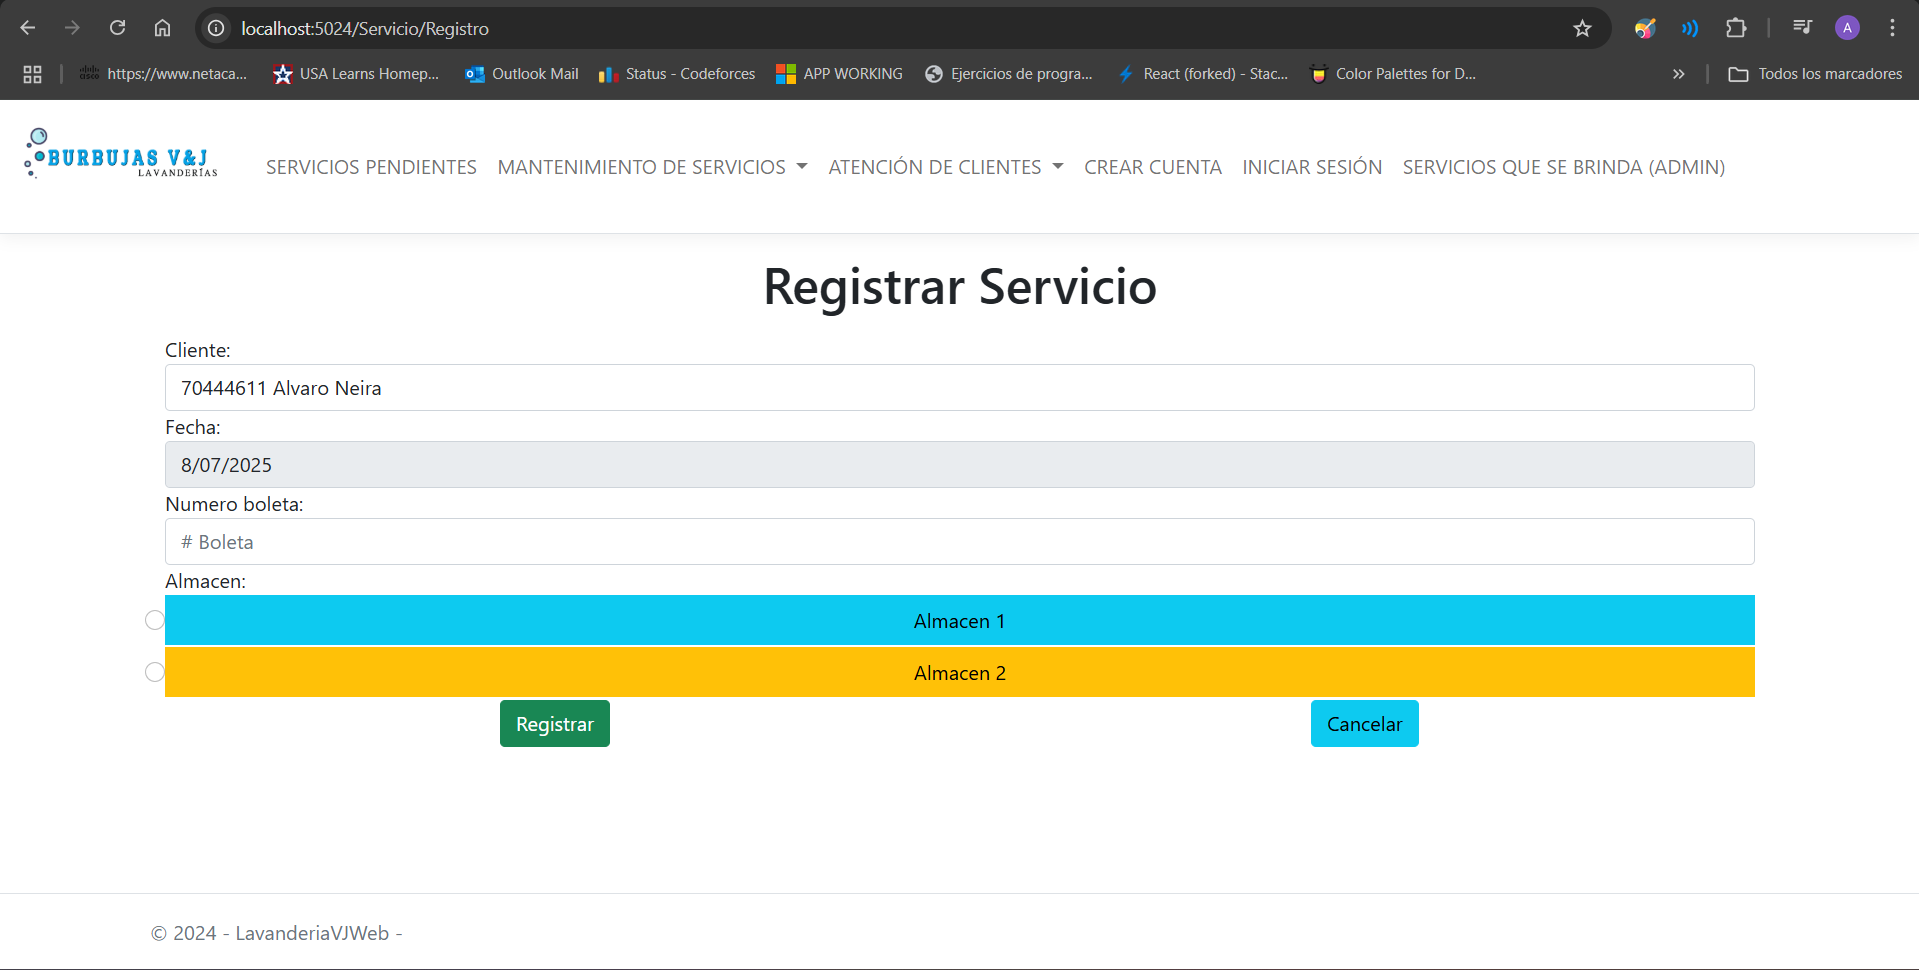 localhost:5024/Servicio/Registro
A
cisco
https://www.netaca...
USA Learns Homep...
Outlook Mail
Status - Codeforces
APP WORKING
Ejercicios de progra...
React (forked) - Stac...
Color Palettes for D...
»
Todos los marcadores
BURBUJAS V&J
LAVANDERÍAS
SERVICIOS PENDIENTES
MANTENIMIENTO DE SERVICIOS
ATENCIÓN DE CLIENTES
CREAR CUENTA
INICIAR SESIÓN
SERVICIOS QUE SE BRINDA (ADMIN)
Registrar Servicio
Cliente:
70444611 Alvaro Neira
Fecha:
8/07/2025
Numero boleta:
# Boleta
Almacen:
Almacen 1
Almacen 2
Registrar
Cancelar
© 2024 - LavanderiaVJWeb -